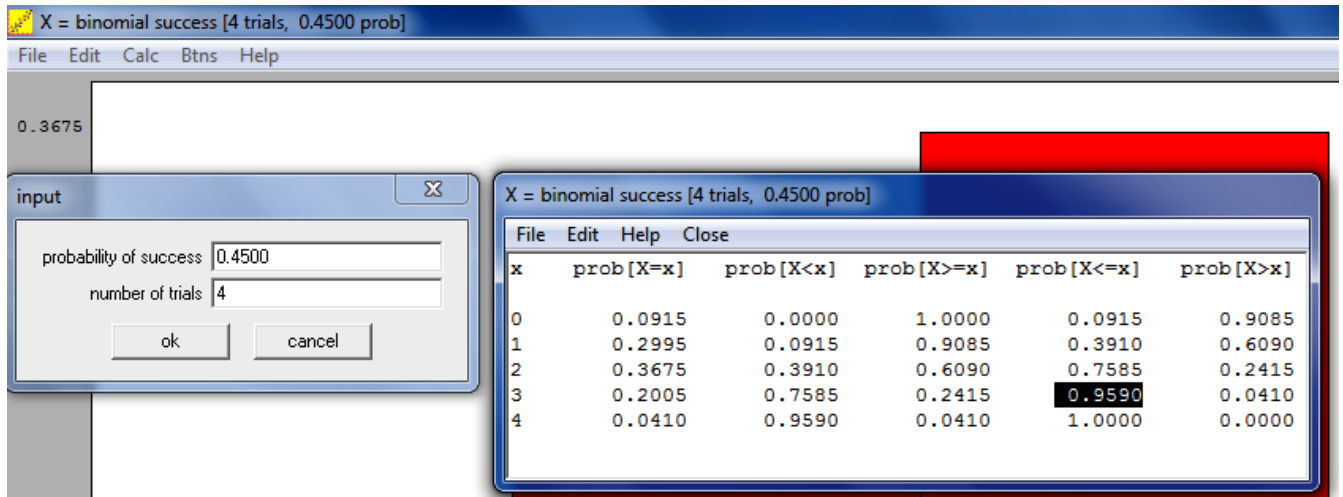 X = binomial success [4 trials,  0.4500 prob]
File Edit Calc Btns Help
0.3675
input
probability of success 0.4500
number of trials 4
ok cancel
X = binomial success [4 trials,  0.4500 prob]
File Edit Help Close
x prob[X=x] prob[X<x] prob[X>=x] prob[X<=x] prob[X>x]
0 0.0915 0.0000 1.0000 0.0915 0.9085
1 0.2995 0.0915 0.9085 0.3910 0.6090
2 0.3675 0.3910 0.6090 0.7585 0.2415
3 0.2005 0.7585 0.2415 0.9590 0.0410
4 0.0410 0.9590 0.0410 1.0000 0.0000